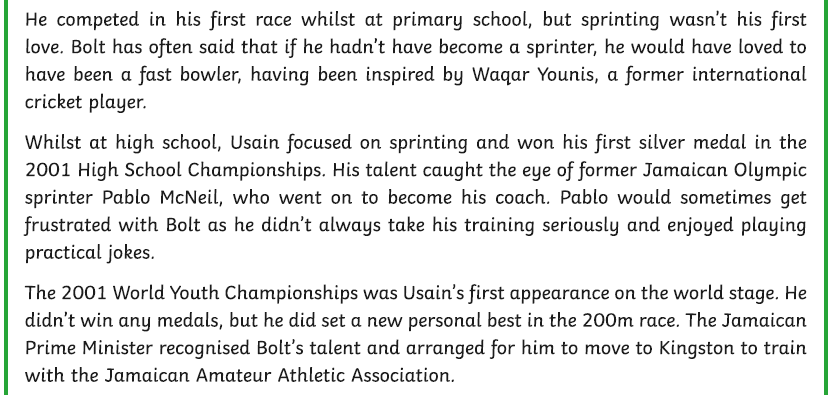 He competed in his first race whilst at primary school, but sprinting wasn't his first
love. Bolt has often said that if he hadn't have become a sprinter, he would have loved to
have been a fast bowler, having been inspired by Waqar Younis, a former international
cricket player.
Whilst at high school, Usain focused on sprinting and won his first silver medal in the
2001 High School Championships. His talent caught the eye of former Jamaican Olympic
sprinter Pablo McNeil, who went on to become his coach. Pablo would sometimes get
frustrated with Bolt as he didn't always take his training seriously and enjoyed playing
practical jokes.
The 2001 World Youth Championships was Usain's first appearance on the world stage. He
didn't win any medals, but he did set a new personal best in the 200m race. The Jamaican
Prime Minister recognised Bolt's talent and arranged for him to move to Kingston to train
with the Jamaican Amateur Athletic Association.